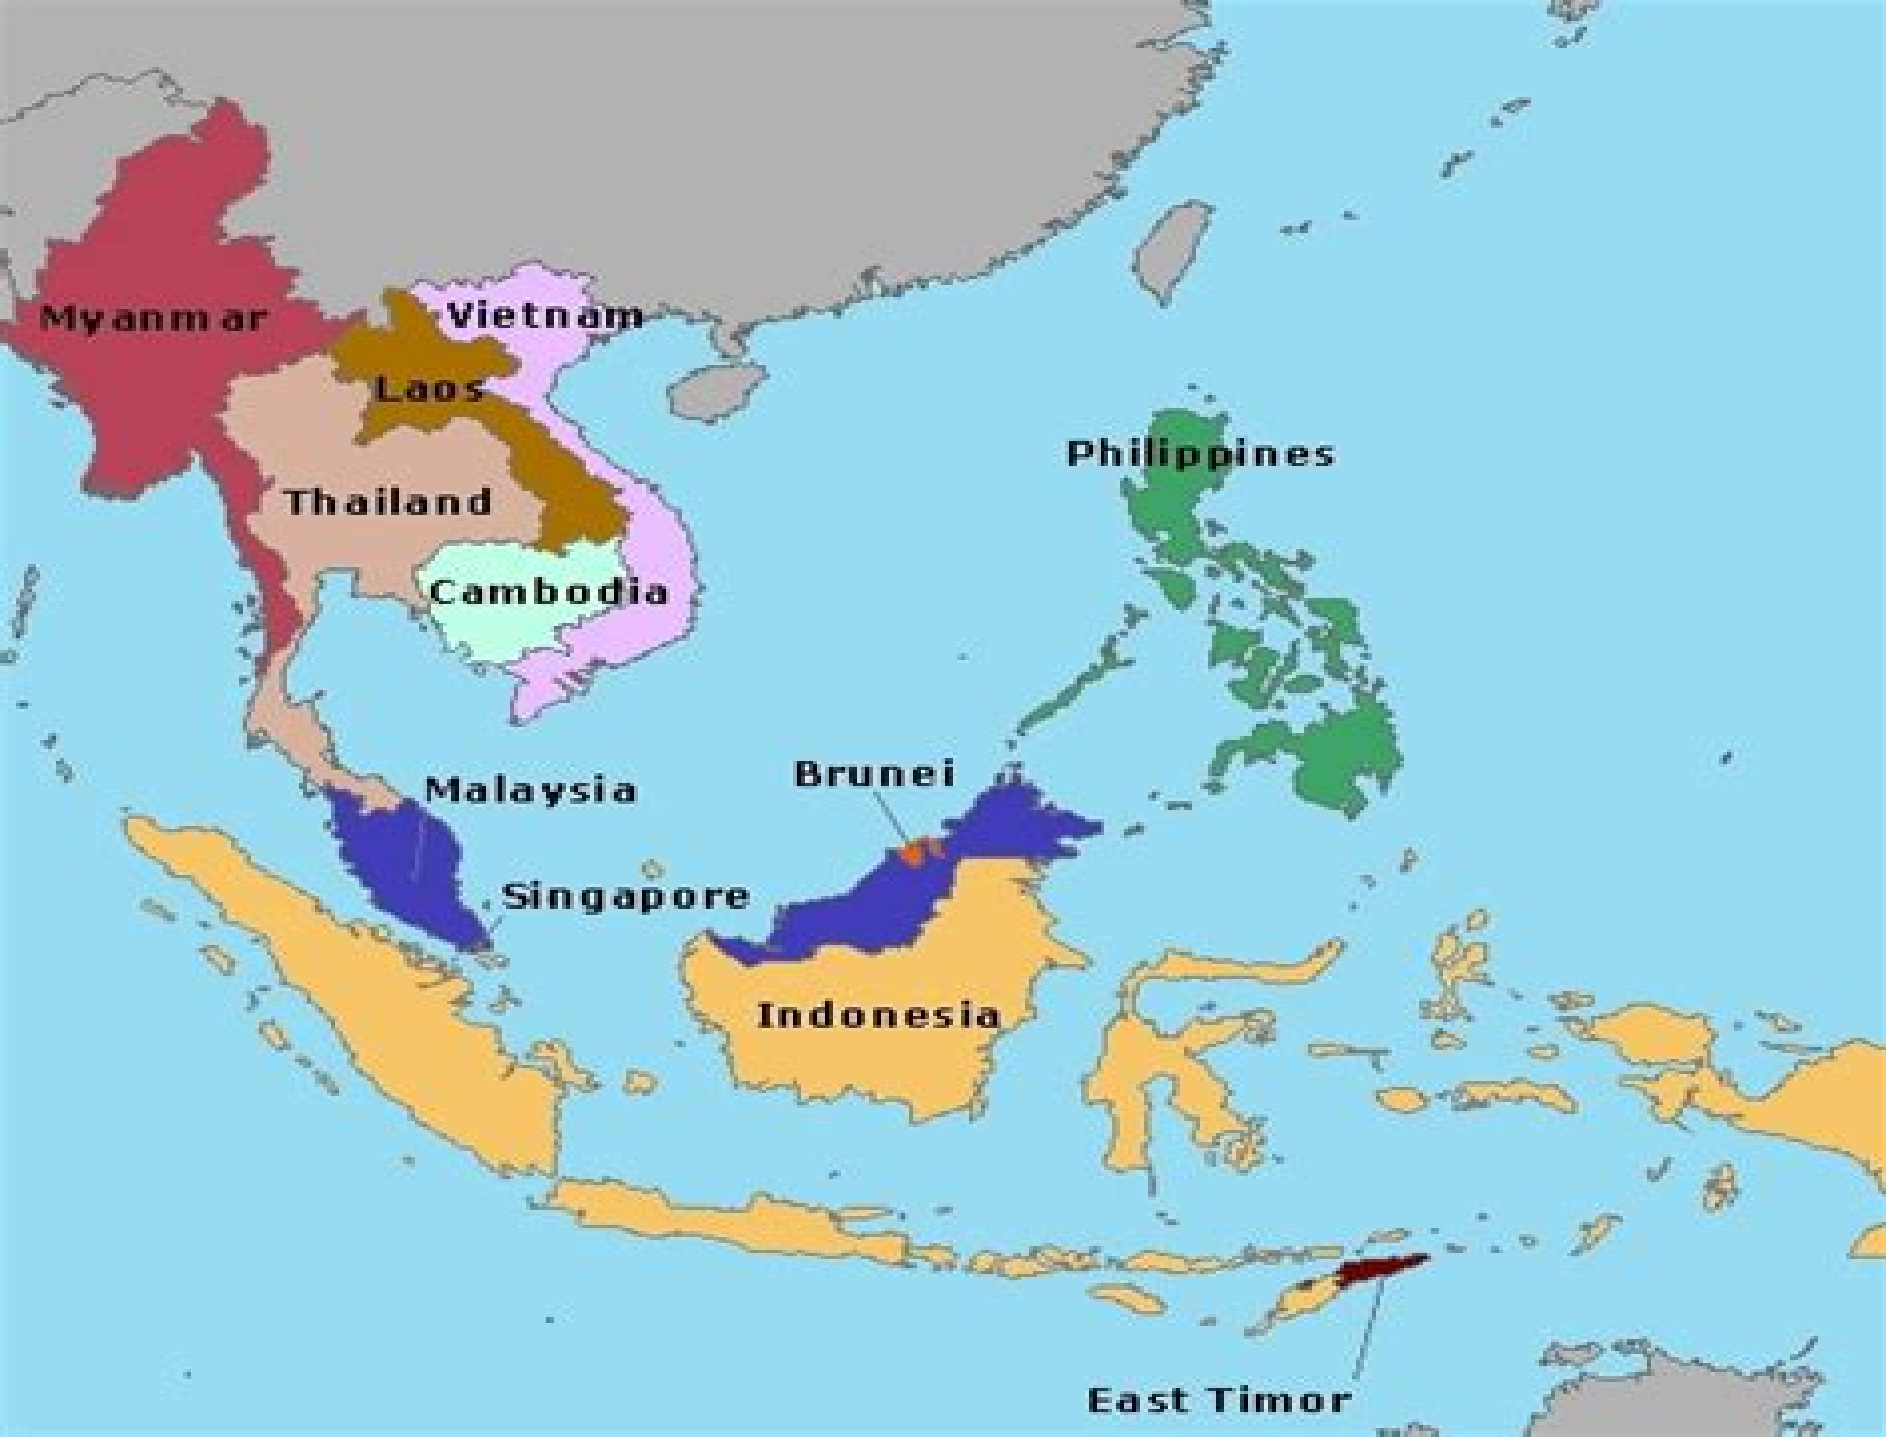 Myanmar
Vietnam
Laos
Philippines
Thailand
Cambodia
Brunei
Malaysia
Singapore
Indonesia
East Timor